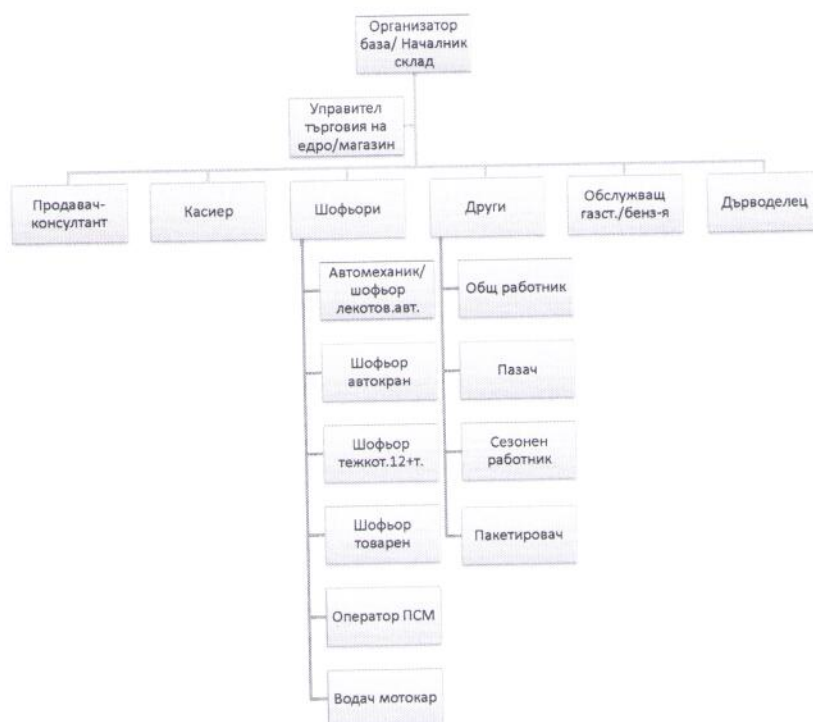 Организатор
база/ Началник
склад
Управител
търговия на
едро/магазин
Продавач-
консултант
Касиер
Шофьори
Други
Обслужващ
газст./бенз-я
Дърводелец
Автомеханик/
шофьор
лекотов.авт.
Шофьор
автокран
Шофьор
тежкот.12+т.
Шофьор
товарен
Оператор ПСМ
Водач мотокар
Общ работник
Пазач
Сезонен
работник
Пакетировач